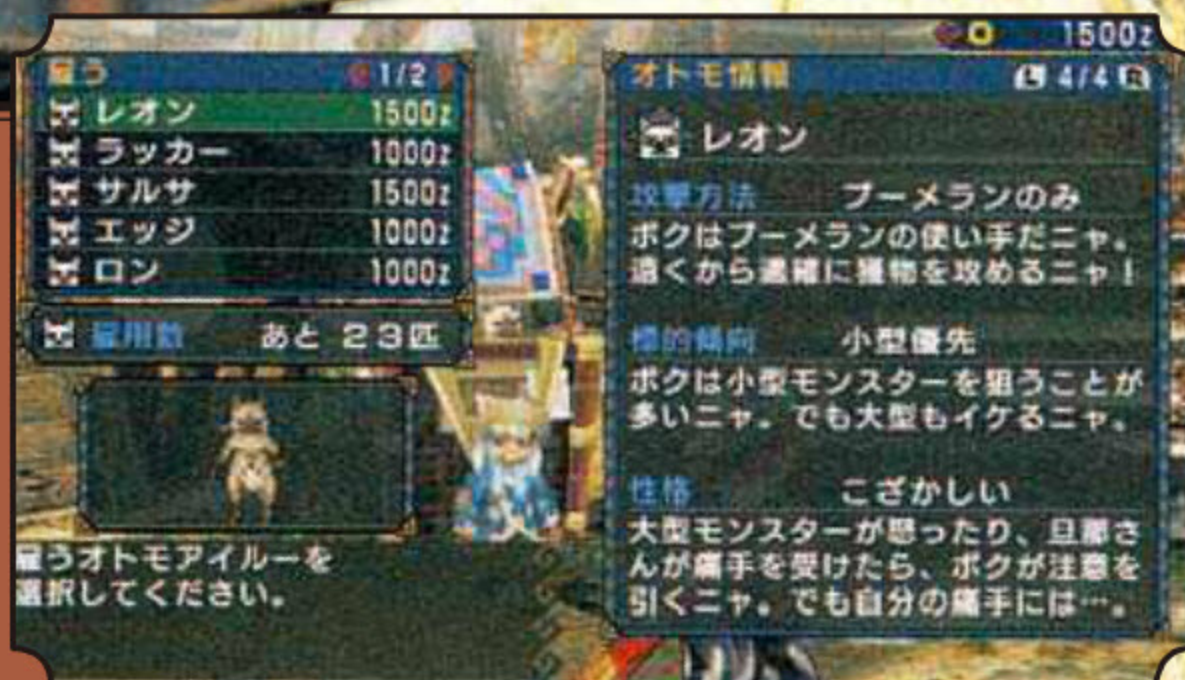 1500z
雇う 1/2
レオン 1500z
ラッカー 1000z
サルサ 1500z
エッジ 1000z
ロン 1000z
雇用数 あと 23匹
雇うオトモアイルーを
選択してください。
オトモ情報 L 4/4 R
レオン
攻撃方法 ブーメランのみ
ボクはブーメランの使い手だニャ。
遠くから適確に獲物を攻めるニャ！
標的傾向 小型優先
ボクは小型モンスターを狙うことが
多いニャ。でも大型もイケるニャ。
性格 こざかしい
大型モンスターが怒ったり、旦那さ
んが痛手を受けたら、ボクが注意を
引くニャ。でも自分の痛手には…。